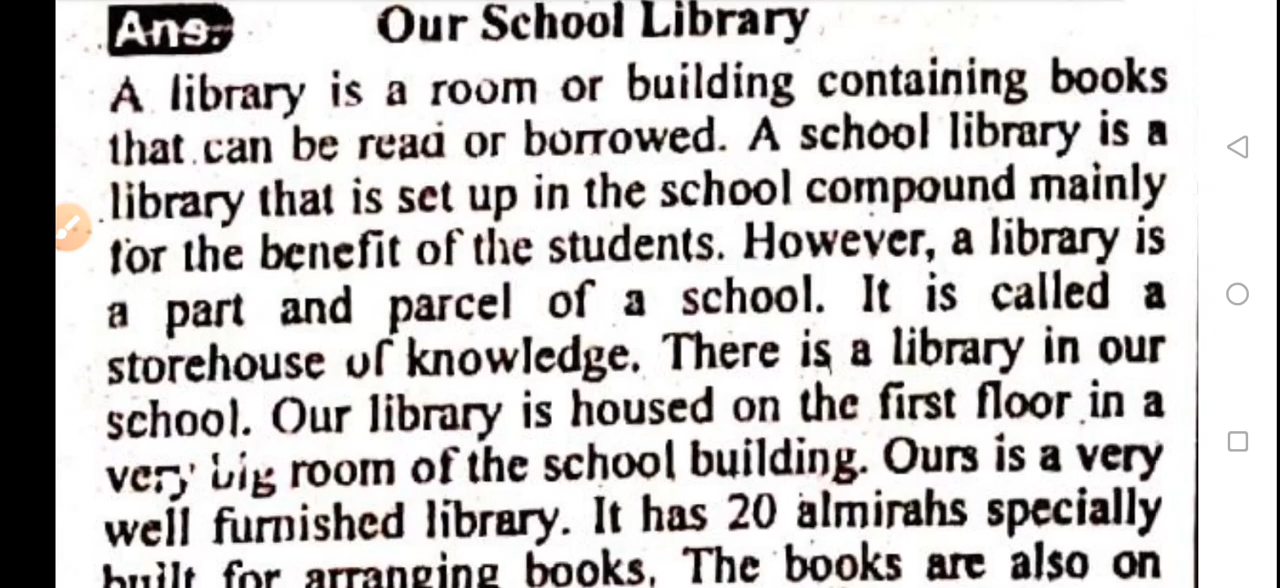 Ans. Our School Library
A library is a room or building containing books
that can be read or borrowed. A school library is a
library that is set up in the school compound mainly
for the benefit of the students. However, a library is
a part and parcel of a school. It is called a
storehouse of knowledge. There is a library in our
school. Our library is housed on the first floor in a
very big room of the school building. Ours is a very
well furnished library. It has 20 almirahs specially
built for arranging books. The books are also on